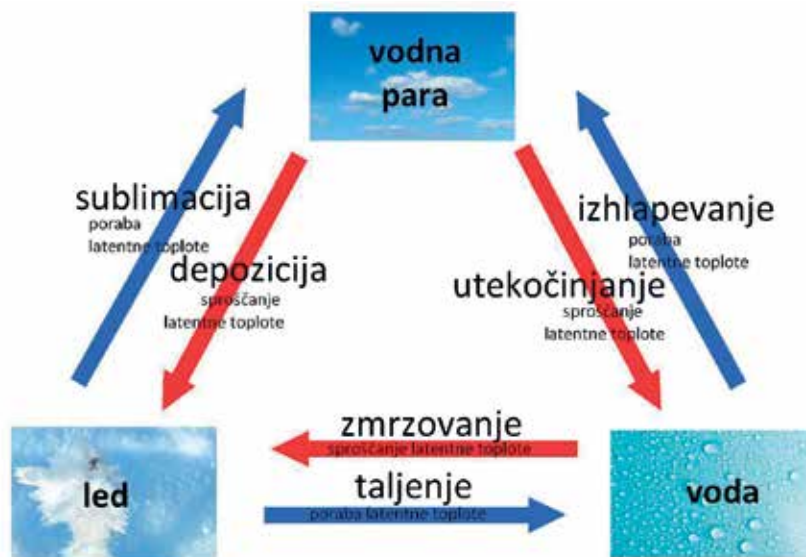 vodna
para
sublimacija
poraba
latentne toplote
depozicija
sproščanje
latentne toplote
izhlapevanje
poraba
latentne toplote
utekočinjanje
sproščanje
latentne toplote
zmrzovanje
sproščanje latentne toplote
led
taljenje
poraba latentne toplote
voda